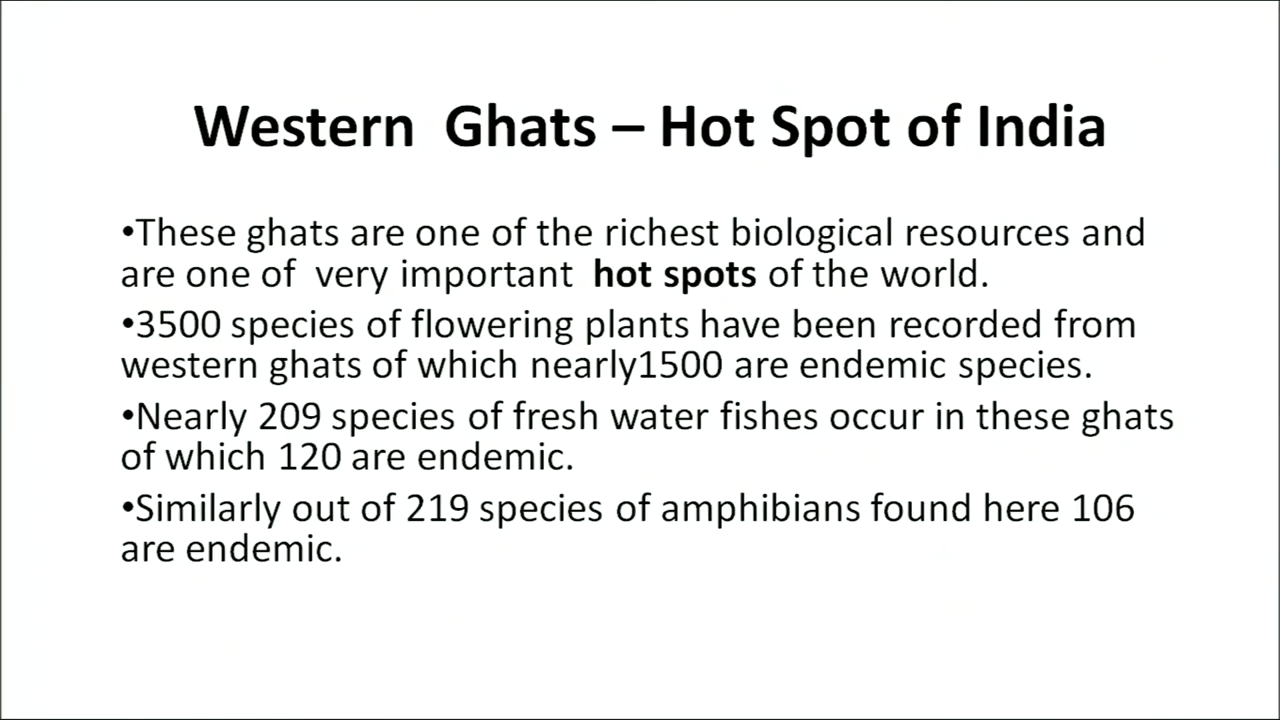 Western  Ghats – Hot Spot of India
•These ghats are one of the richest biological resources and
are one of  very important  hot spots of the world.
•3500 species of flowering plants have been recorded from
western ghats of which nearly1500 are endemic species.
•Nearly 209 species of fresh water fishes occur in these ghats
of which 120 are endemic.
•Similarly out of 219 species of amphibians found here 106
are endemic.